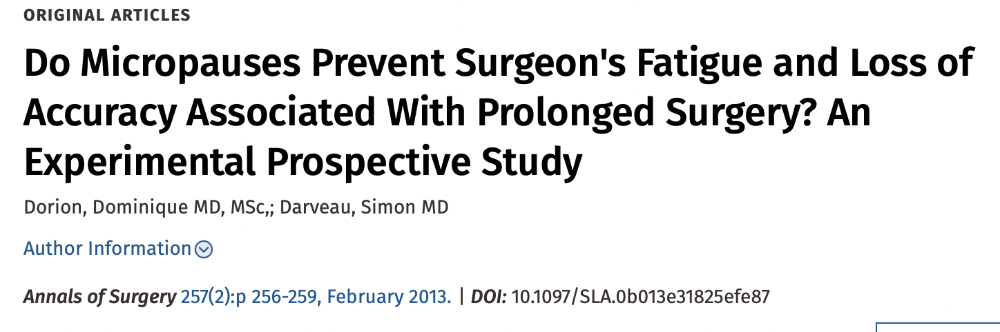 ORIGINAL ARTICLES
Do Micropauses Prevent Surgeon's Fatigue and Loss of
Accuracy Associated With Prolonged Surgery? An
Experimental Prospective Study
Dorion, Dominique MD, MSc,; Darveau, Simon MD
Author Information
Annals of Surgery 257(2):p 256-259, February 2013. | DOI: 10.1097/SLA.0b013e31825efe87